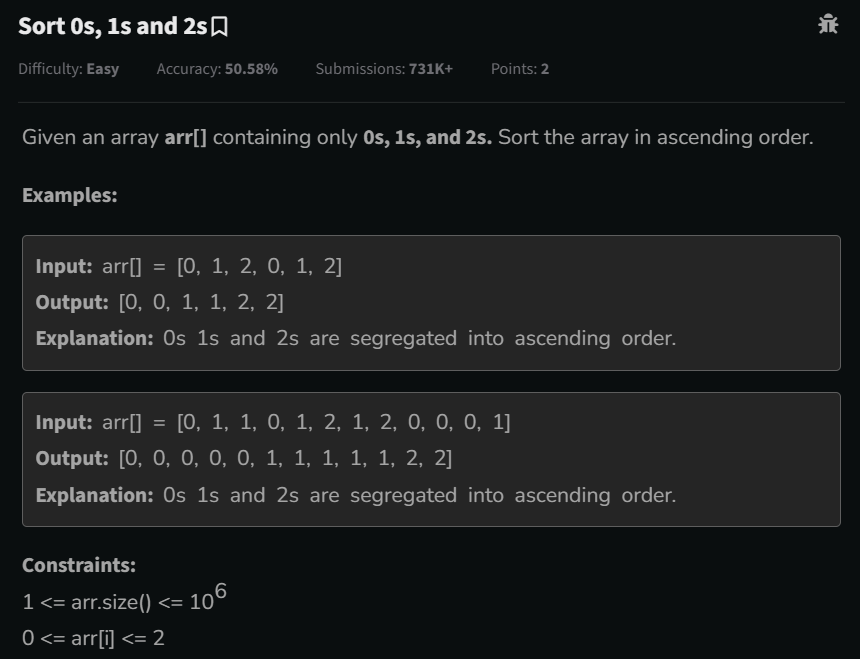 Sort 0s, 1s and 2s
Difficulty: Easy Accuracy: 50.58% Submissions: 731K+ Points: 2
Given an array arr[] containing only 0s, 1s, and 2s. Sort the array in ascending order.
Examples:
Input: arr[] = [0, 1, 2, 0, 1, 2]
Output: [0, 0, 1, 1, 2, 2]
Explanation: 0s 1s and 2s are segregated into ascending order.
Input: arr[] = [0, 1, 1, 0, 1, 2, 1, 2, 0, 0, 0, 1]
Output: [0, 0, 0, 0, 0, 1, 1, 1, 1, 1, 2, 2]
Explanation: 0s 1s and 2s are segregated into ascending order.
Constraints:
1 <= arr.size() <= 10^6
0 <= arr[i] <= 2